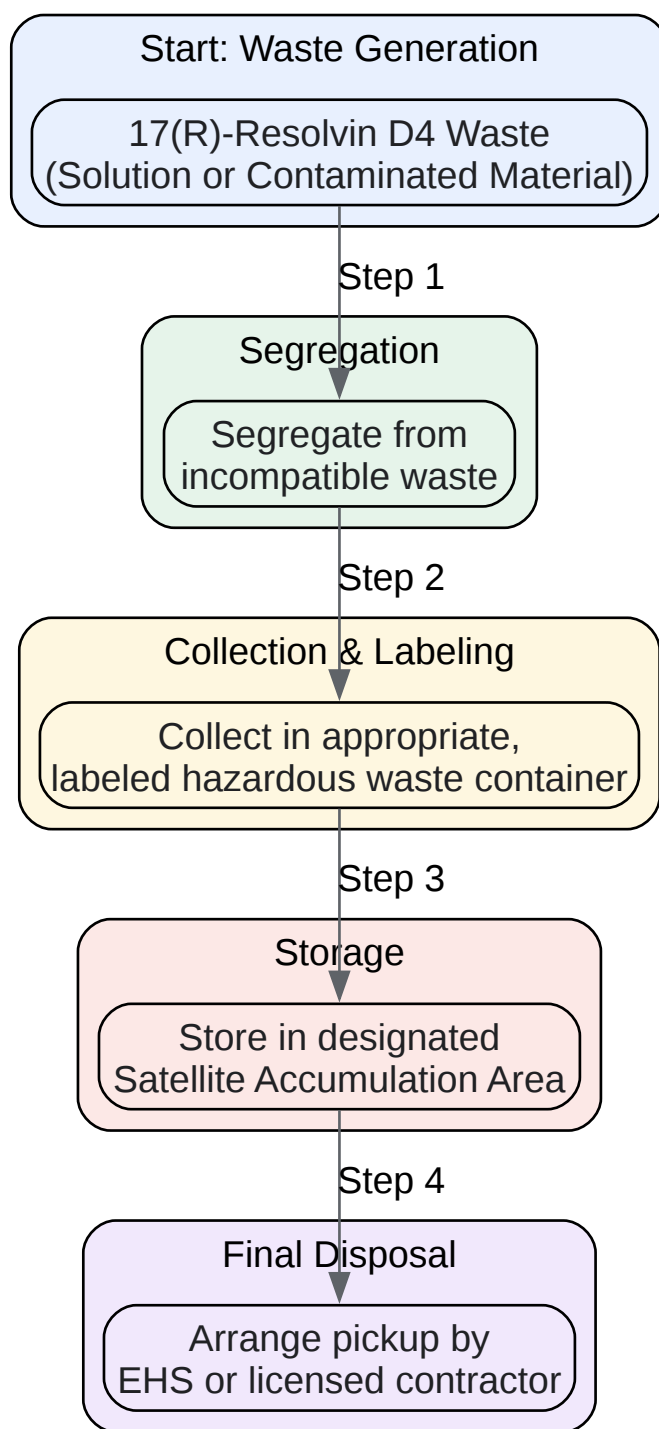 Start: Waste Generation
17(R)-Resolvin D4 Waste
(Solution or Contaminated Material)
Step 1
Segregation
Segregate from
incompatible waste
Step 2
Collection & Labeling
Collect in appropriate,
labeled hazardous waste container
Step 3
Storage
Store in designated
Satellite Accumulation Area
Step 4
Final Disposal
Arrange pickup by
EHS or licensed contractor